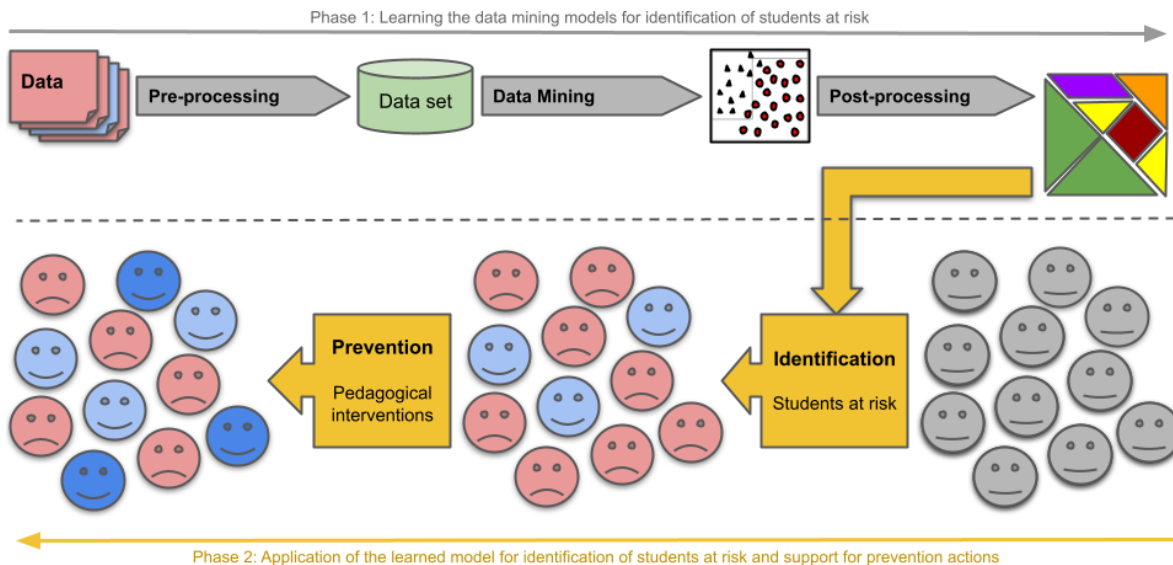 Phase 1: Learning the data mining models for identification of students at risk
Data
Pre-processing
Data set
Data Mining
Post-processing
Prevention
Pedagogical
interventions
Identification
Students at risk
Phase 2: Application of the learned model for identification of students at risk and support for prevention actions